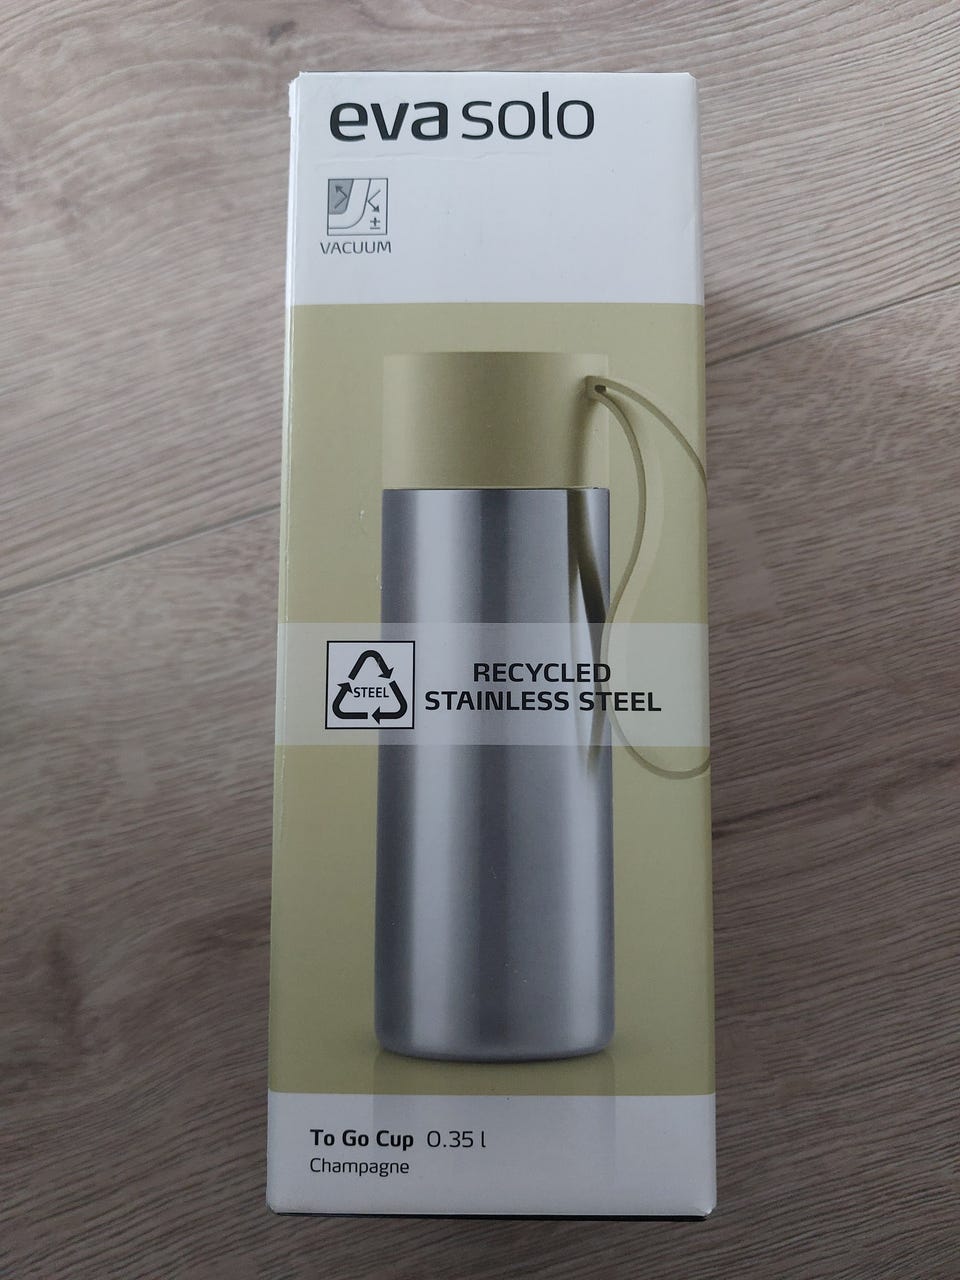 eva solo
VACUUM
STEEL
RECYCLED
STAINLESS STEEL
To Go Cup 0.35 l
Champagne